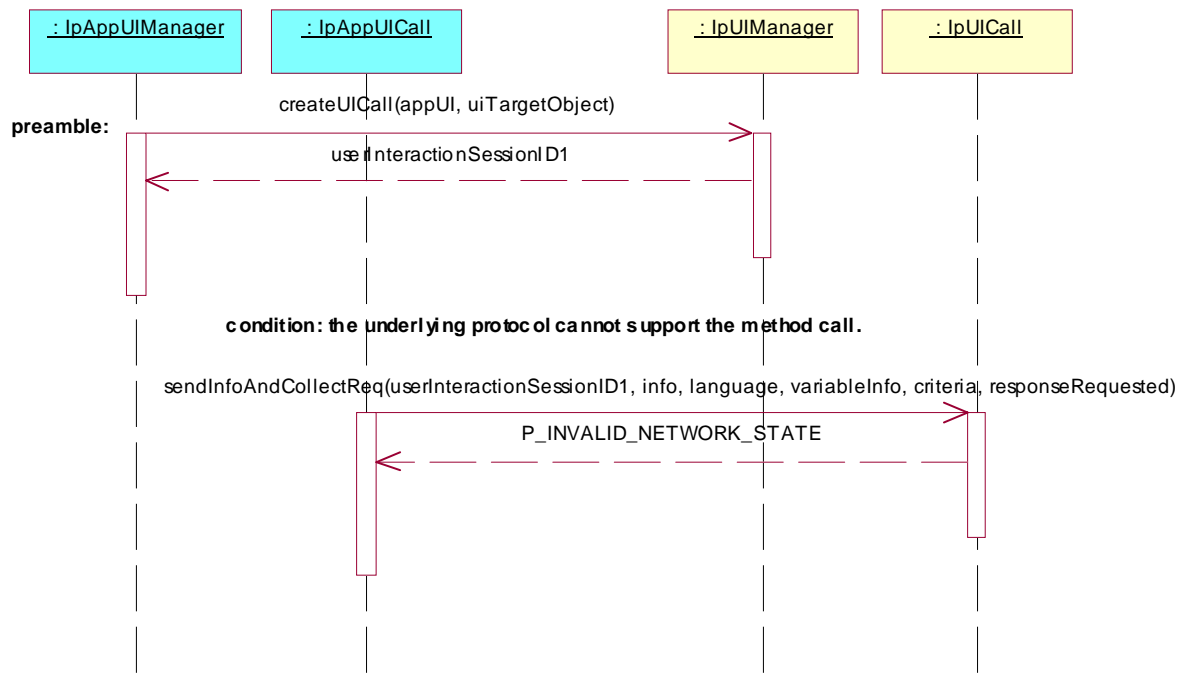 : IpAppUIManager
: IpAppUICall
: IpUIManager
: IpUICall
createUICall(appUI, uiTargetObject)
preamble:
userInteractionSessionID1
condition: the underlying protocol cannot support the method call.
sendInfoAndCollectReq(userInteractionSessionID1, info, language, variableInfo, criteria, responseRequested)
P_INVALID_NETWORK_STATE